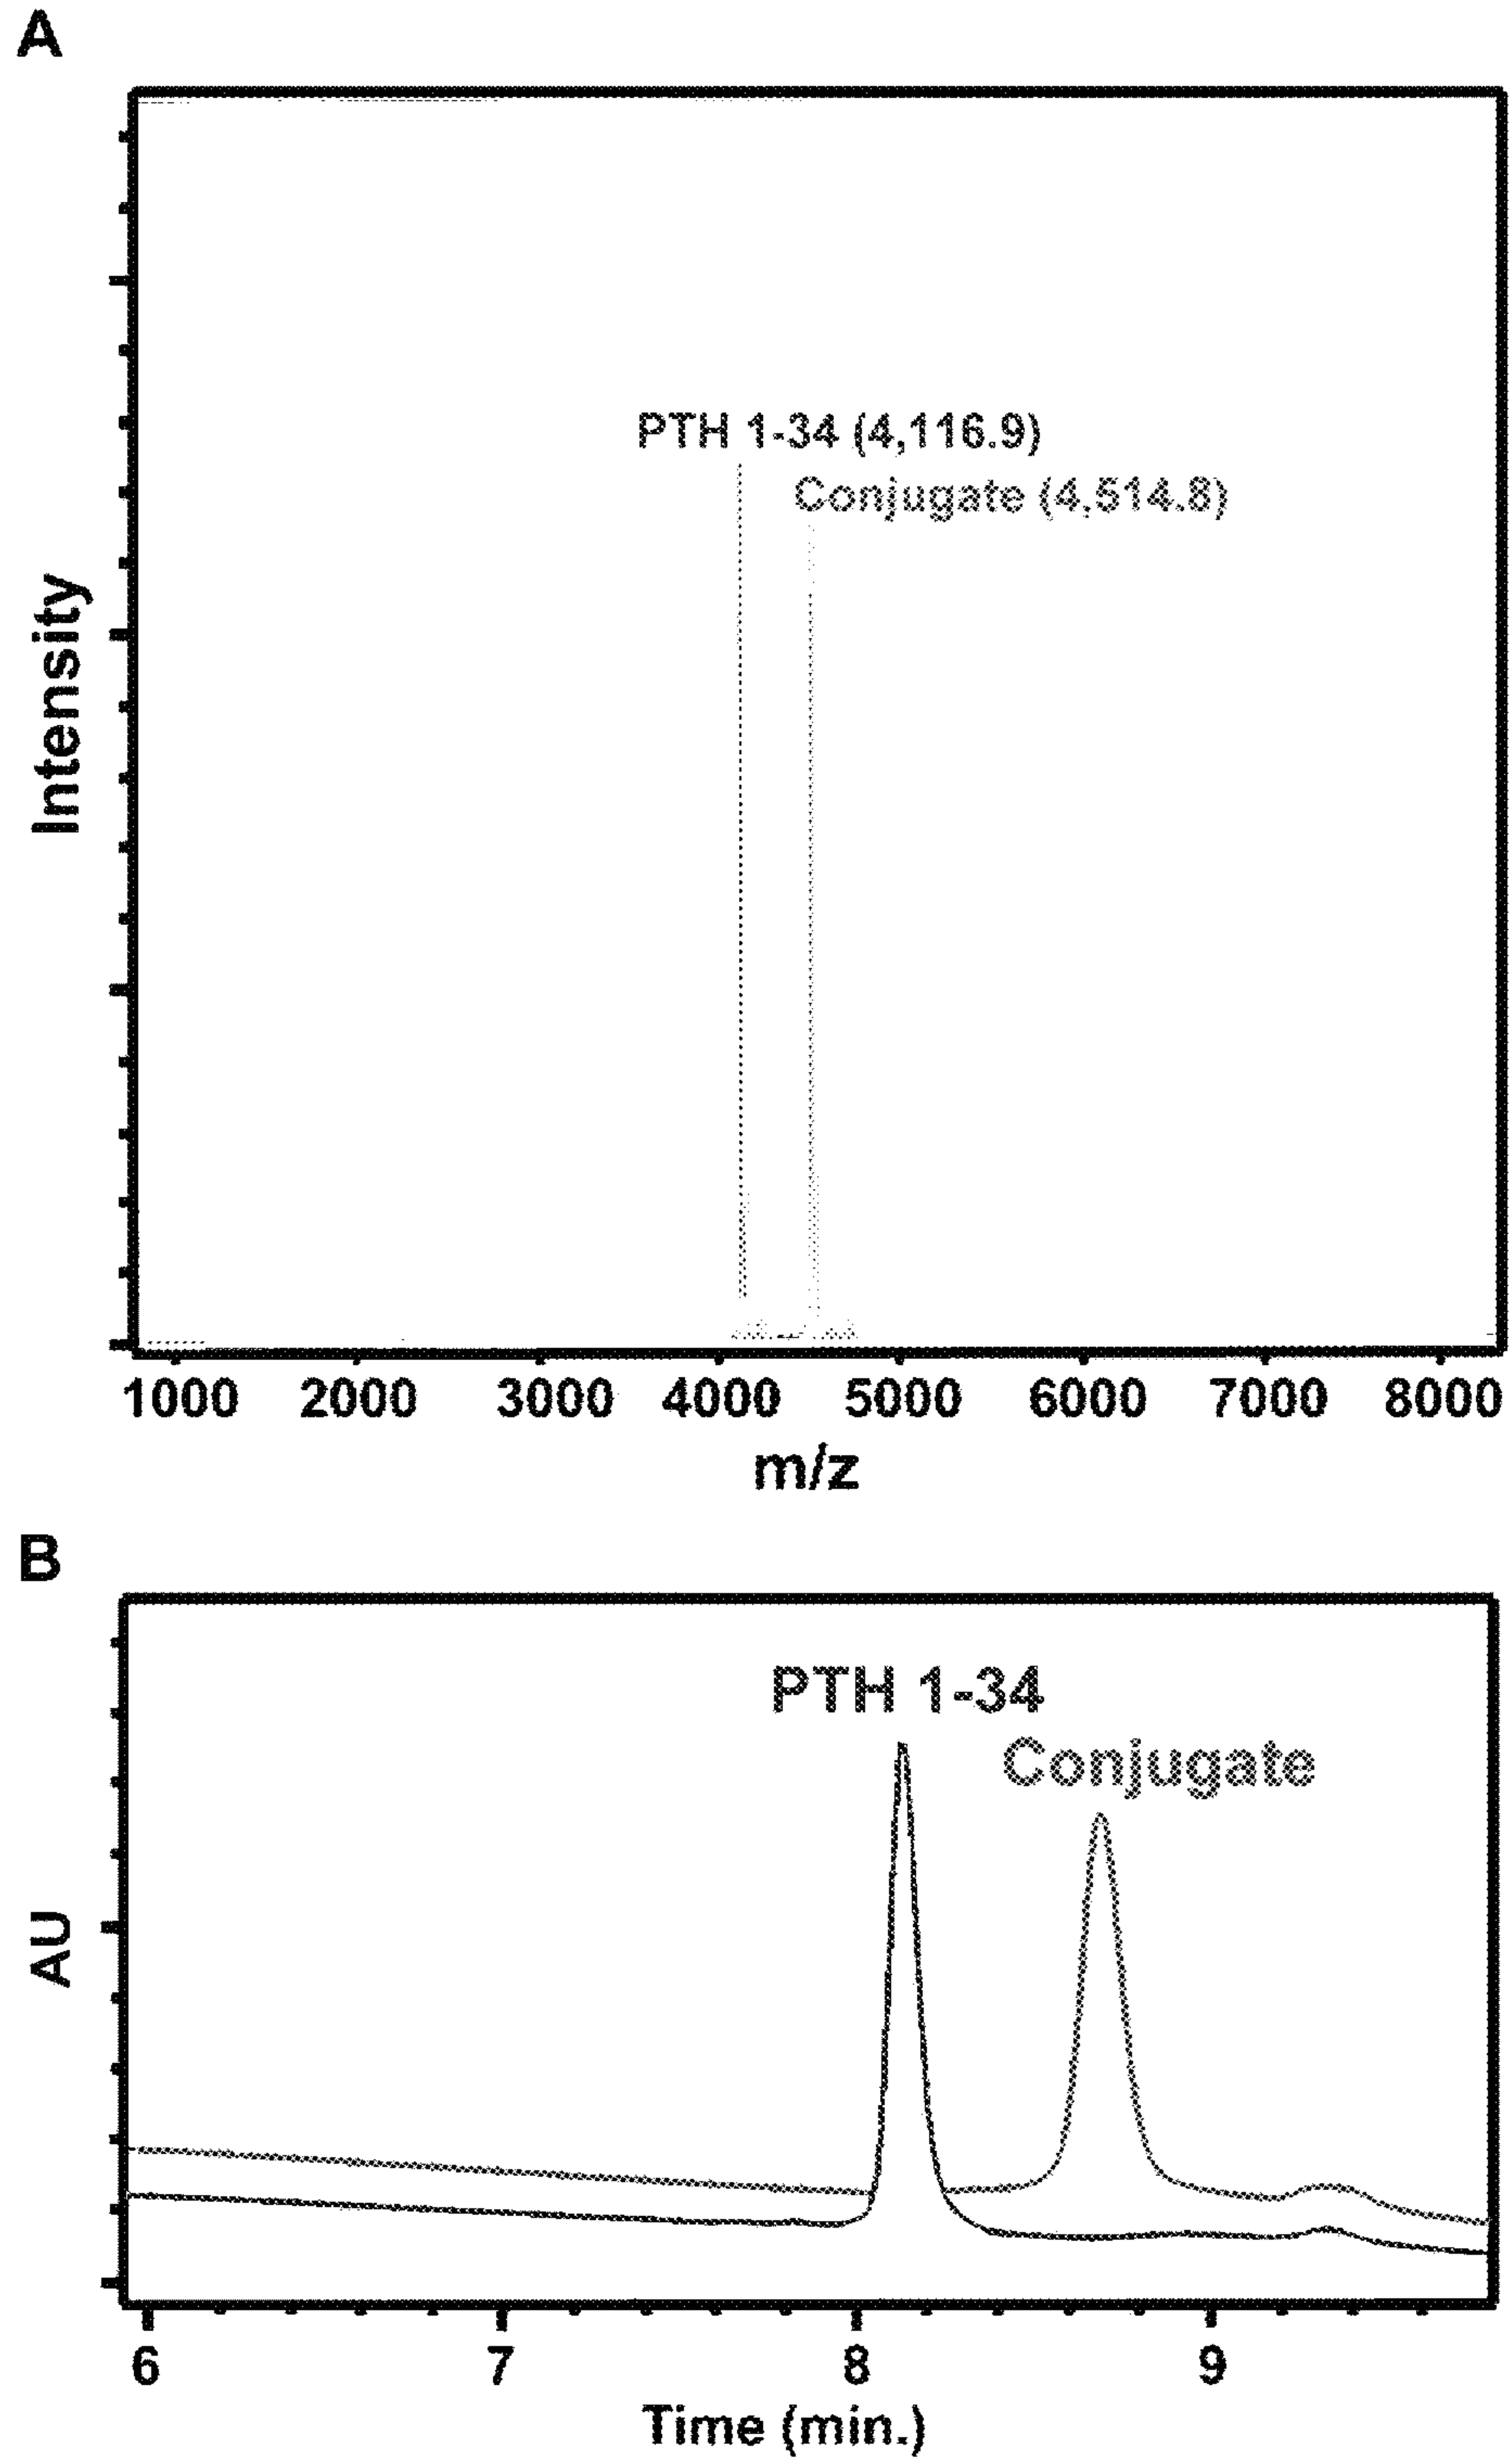 A
PTH 1-34 (4,116.9)
Conjugate (4,514.8)
Intensity
1000 2000 3000 4000 5000 6000 7000 8000
m/z
B
PTH 1-34
Conjugate
AU
6 7 8 9
Time (min.)